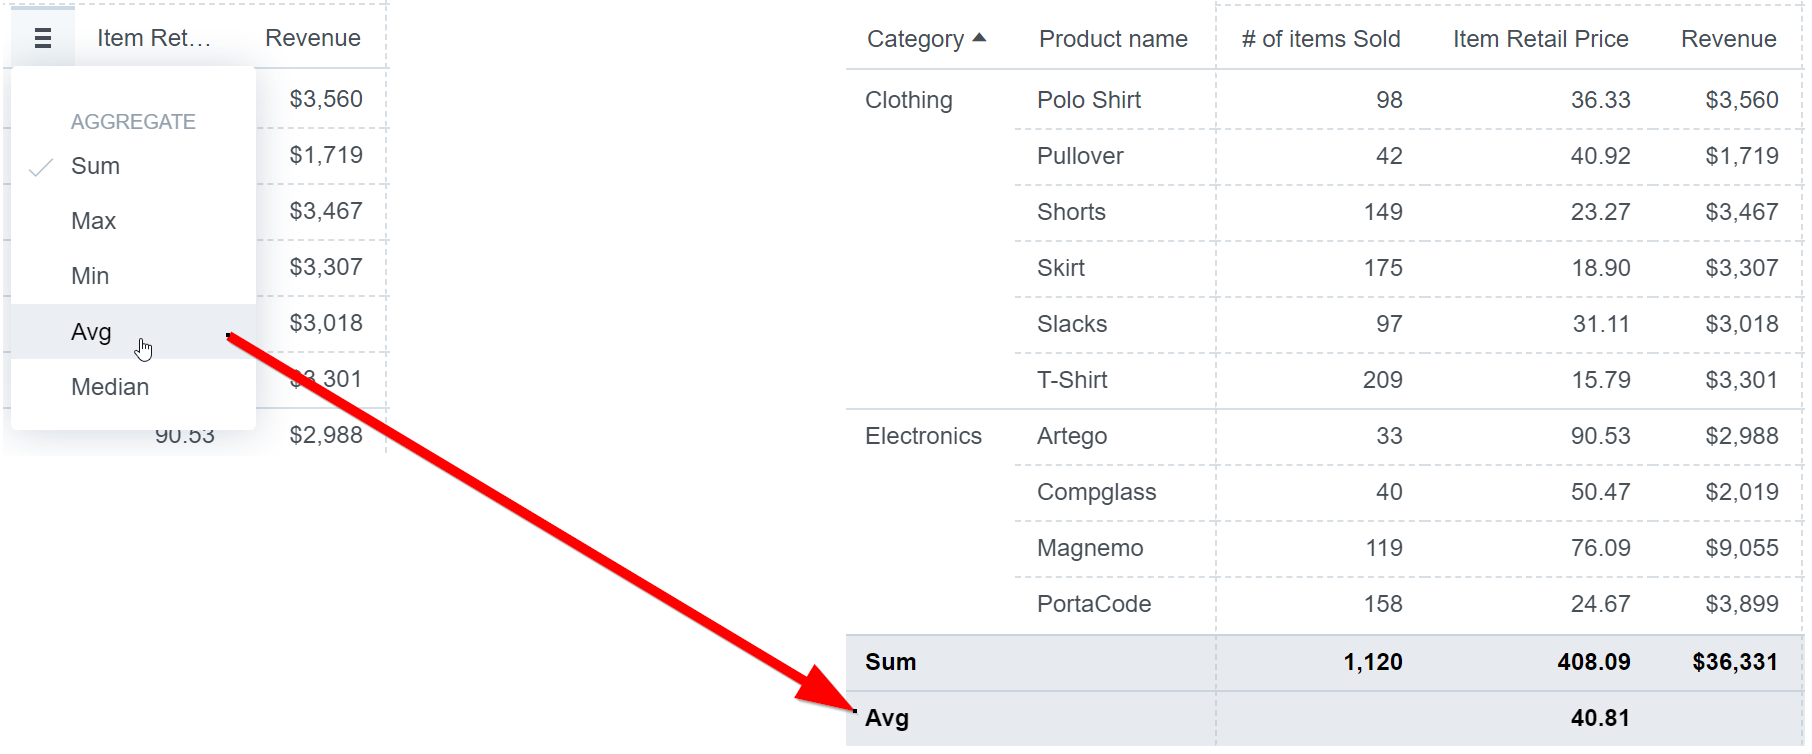 Item Ret... Revenue
AGGREGATE
Sum
Max
Min
Avg
Median
$3,560
$1,719
$3,467
$3,307
$3,018
$3,301
90.53 $2,988
Category Product name # of items Sold Item Retail Price Revenue
Clothing Polo Shirt 98 36.33 $3,560
Pullover 42 40.92 $1,719
Shorts 149 23.27 $3,467
Skirt 175 18.90 $3,307
Slacks 97 31.11 $3,018
T-Shirt 209 15.79 $3,301
Electronics Artego 33 90.53 $2,988
Compglass 40 50.47 $2,019
Magnemo 119 76.09 $9,055
PortaCode 158 24.67 $3,899
Sum 1,120 408.09 $36,331
Avg 40.81